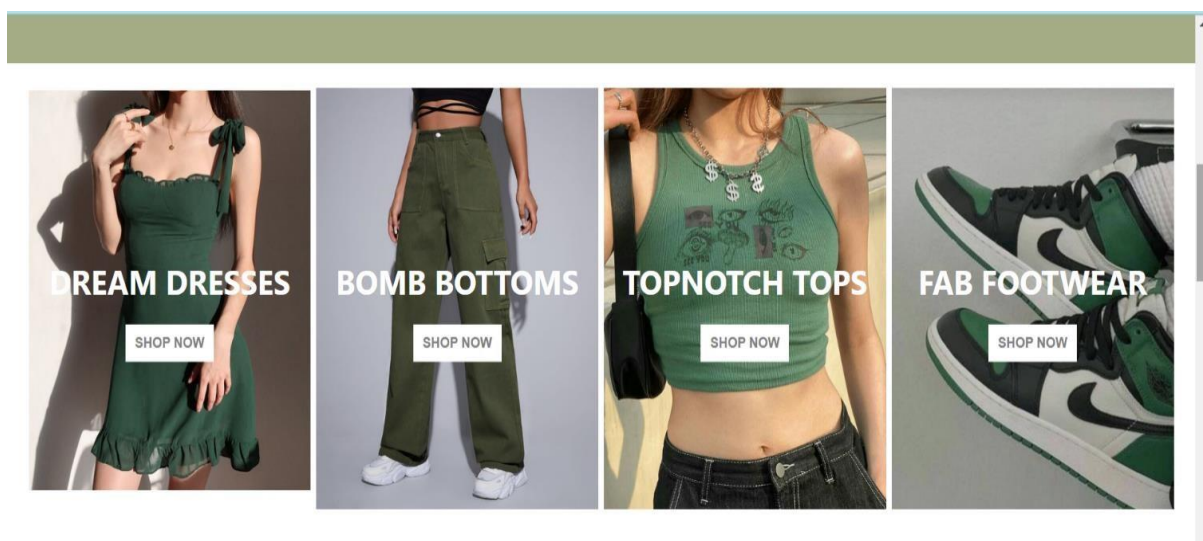 DREAM DRESSES
SHOP NOW
BOMB BOTTOMS
SHOP NOW
TOPNOTCH TOPS
SHOP NOW
FAB FOOTWEAR
SHOP NOW